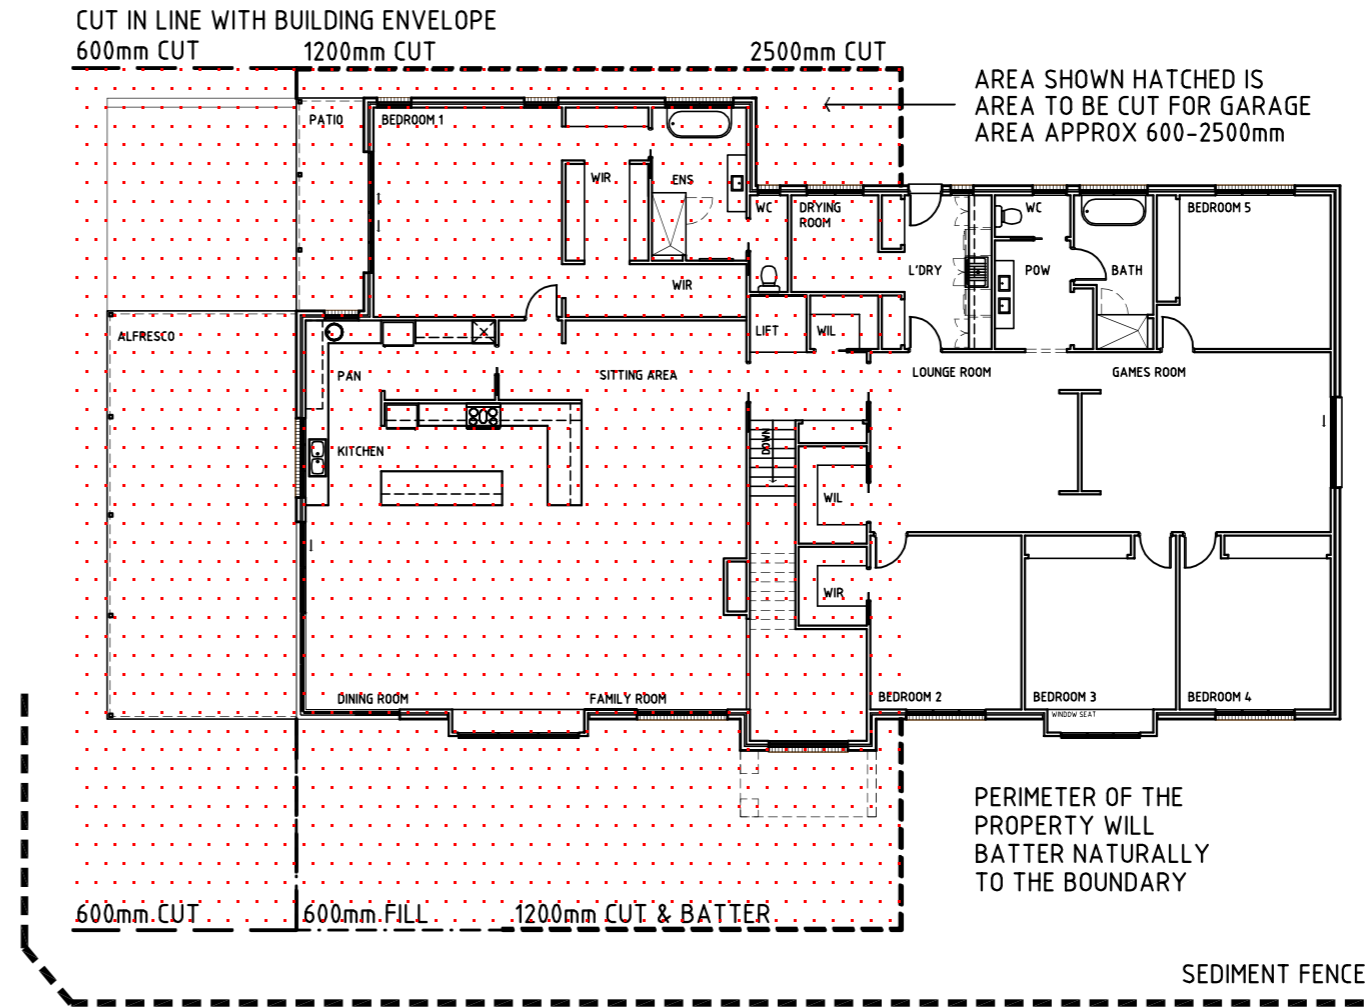 CUT IN LINE WITH BUILDING ENVELOPE
600mm CUT
1200mm CUT
2500mm CUT
AREA SHOWN HATCHED IS
AREA TO BE CUT FOR GARAGE
AREA APPROX 600-2500mm
PATIO
BEDROOM 1
WIR
ENS
WC
DRYING
ROOM
WC
BEDROOM 5
L'DRY
POW
BATH
WIR
ALFRESCO
LIFT
WIL
PAN
SITTING AREA
LOUNGE ROOM
GAMES ROOM
KITCHEN
DOWN
WIL
WIR
DINING ROOM
FAMILY ROOM
BEDROOM 2
BEDROOM 3
BEDROOM 4
WINDOW SEAT
PERIMETER OF THE
PROPERTY WILL
BATTER NATURALLY
TO THE BOUNDARY
600mm CUT
600mm FILL
1200mm CUT & BATTER
SEDIMENT FENCE